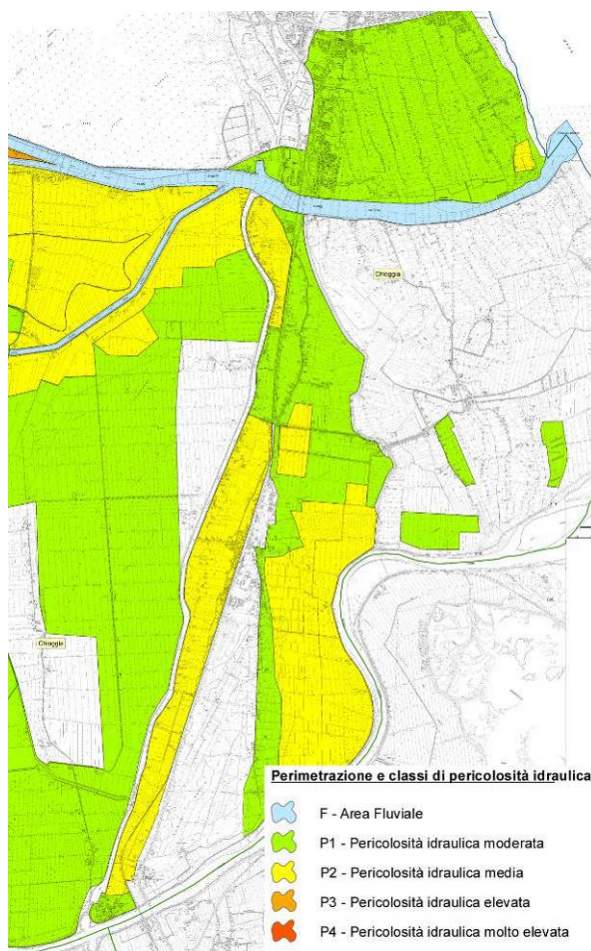 Chioggia
Chioggia
Perimetrazione e classi di pericolosità idraulica
F - Area Fluviale
P1 - Pericolosità idraulica moderata
P2 - Pericolosità idraulica media
P3 - Pericolosità idraulica elevata
P4 - Pericolosità idraulica molto elevata